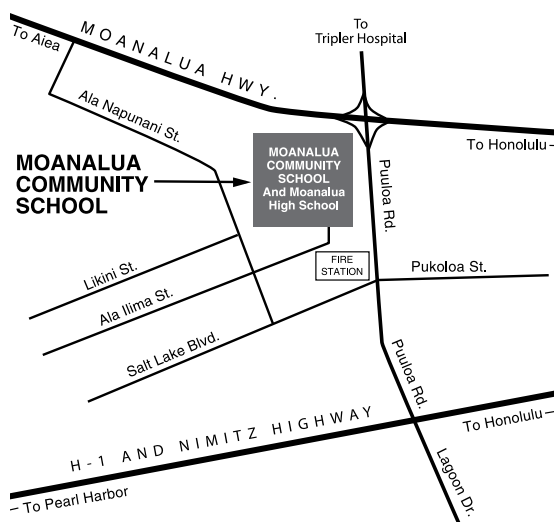 To
Tripler Hospital
To Aiea
MOANALUA HWY.
To Honolulu
Ala Napunani St.
MOANALUA
COMMUNITY
SCHOOL
MOANALUA
COMMUNITY
SCHOOL
And Moanalua
High School
Puuloa Rd.
FIRE
STATION
Pukoloa St.
Likini St.
Ala Ilima St.
Salt Lake Blvd.
Puuloa Rd.
H-1 AND NIMITZ HIGHWAY
To Honolulu
To Pearl Harbor
Lagoon Dr.